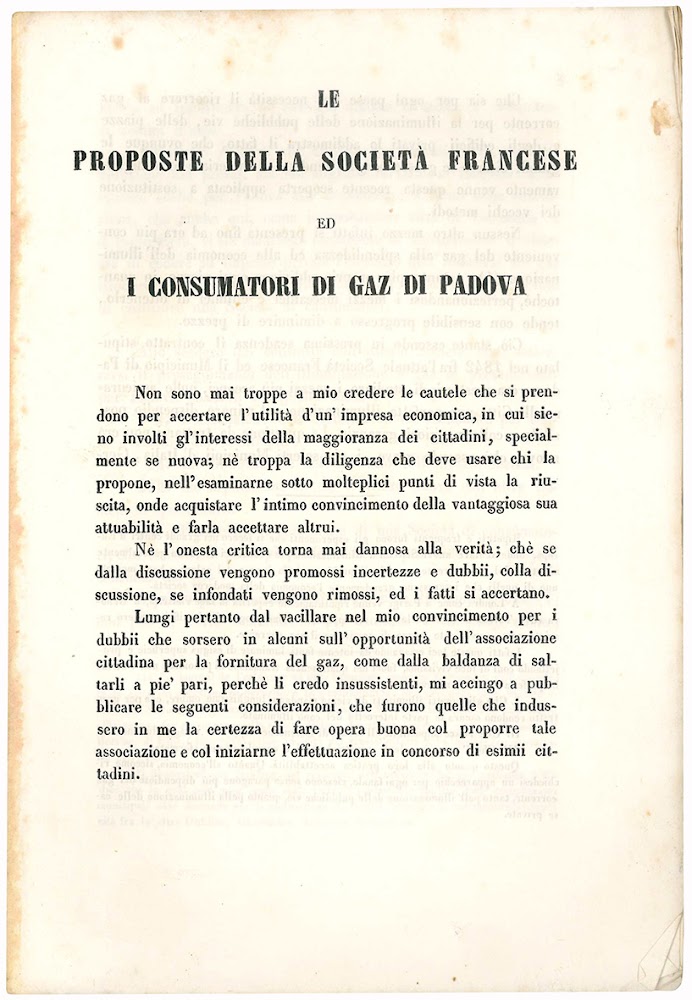 LE
PROPOSTE DELLA SOCIETÀ FRANCESE
ED
I CONSUMATORI DI GAZ DI PADOVA
Non sono mai troppe a mio credere le cautele che si pren-
dono per accertare l'utilità d'un' impresa economica, in cui sie-
no involti gl'interessi della maggioranza dei cittadini, special-
mente se nuova; nè troppa la diligenza che deve usare chi la
propone, nell'esaminarne sotto molteplici punti di vista la riu-
scita, onde acquistare l'intimo convincimento della vantaggiosa sua
attuabilità e farla accettare altrui.
Nè l'onesta critica torna mai dannosa alla verità; chè se
dalla discussione vengono promossi incertezze e dubbii, colla di-
scussione, se infondati vengono rimossi, ed i fatti si accertano.
Lungi pertanto dal vacillare nel mio convincimento per i
dubbii che sorsero in alcuni sull' opportunità dell'associazione
cittadina per la fornitura del gaz, come dalla baldanza di sal-
tarli a pie' pari, perchè li credo insussistenti, mi accingo a pub-
blicare le seguenti considerazioni, che furono quelle che indus-
sero in me la certezza di fare opera buona col proporre tale
associazione e col iniziarne l'effettuazione in concorso di esimii cit-
tadini.